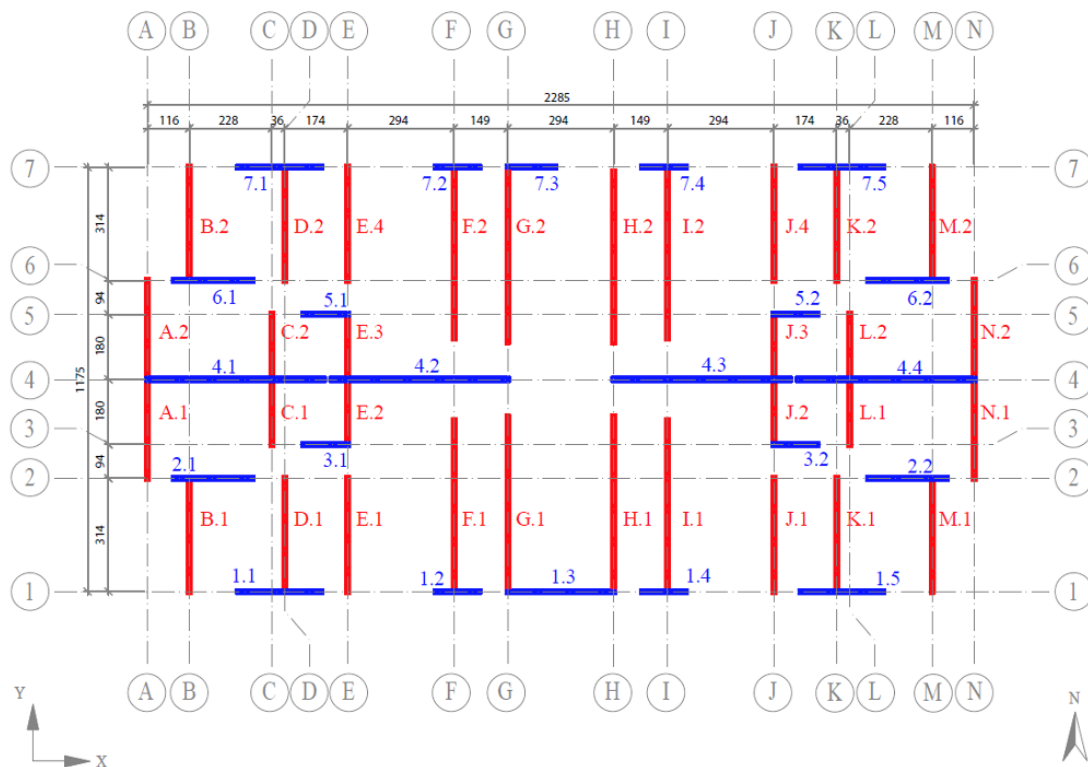 A B C D E F G H I J K L M N
2285
116 228 36 174 294 149 294 149 294 174 36 228 116
7 7.1 7.2 7.3 7.4 7.5 7
314 1175
B.2 D.2 E.4 F.2 G.2 H.2 I.2 J.4 K.2 M.2
6 6.1 6.2 6
94
5 5.1 5.2 5
A.2 C.2 E.3 J.3 L.2 N.2
180
4 4.1 4.2 4.3 4.4 4
A.1 C.1 E.2 J.2 L.1 N.1
180
3 3.1 3.2 3
94
2 2.1 2.2 2
B.1 D.1 E.1 F.1 G.1 H.1 I.1 J.1 K.1 M.1
314
1 1.1 1.2 1.3 1.4 1.5 1
A B C D E F G H I J K L M N
Y X
N